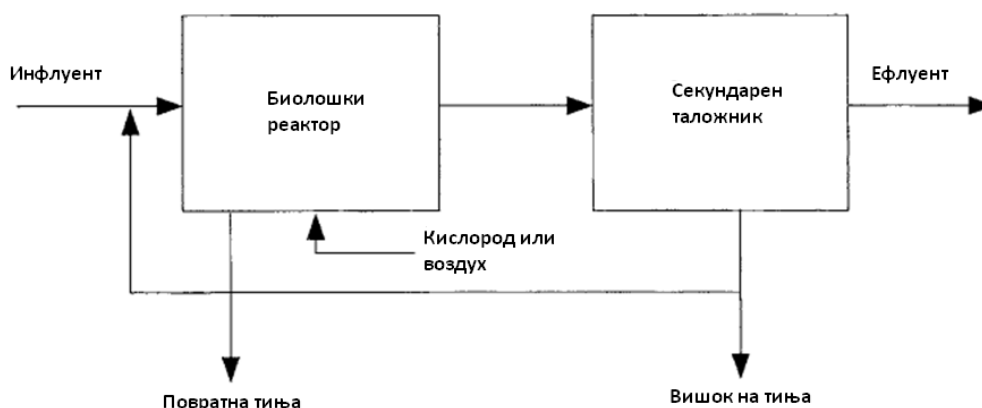 Инфлуент
Биолошки
реактор
Секундарен
таложник
Ефлуент
Кислород или
воздух
Повратна тиња
Вишок на тиња